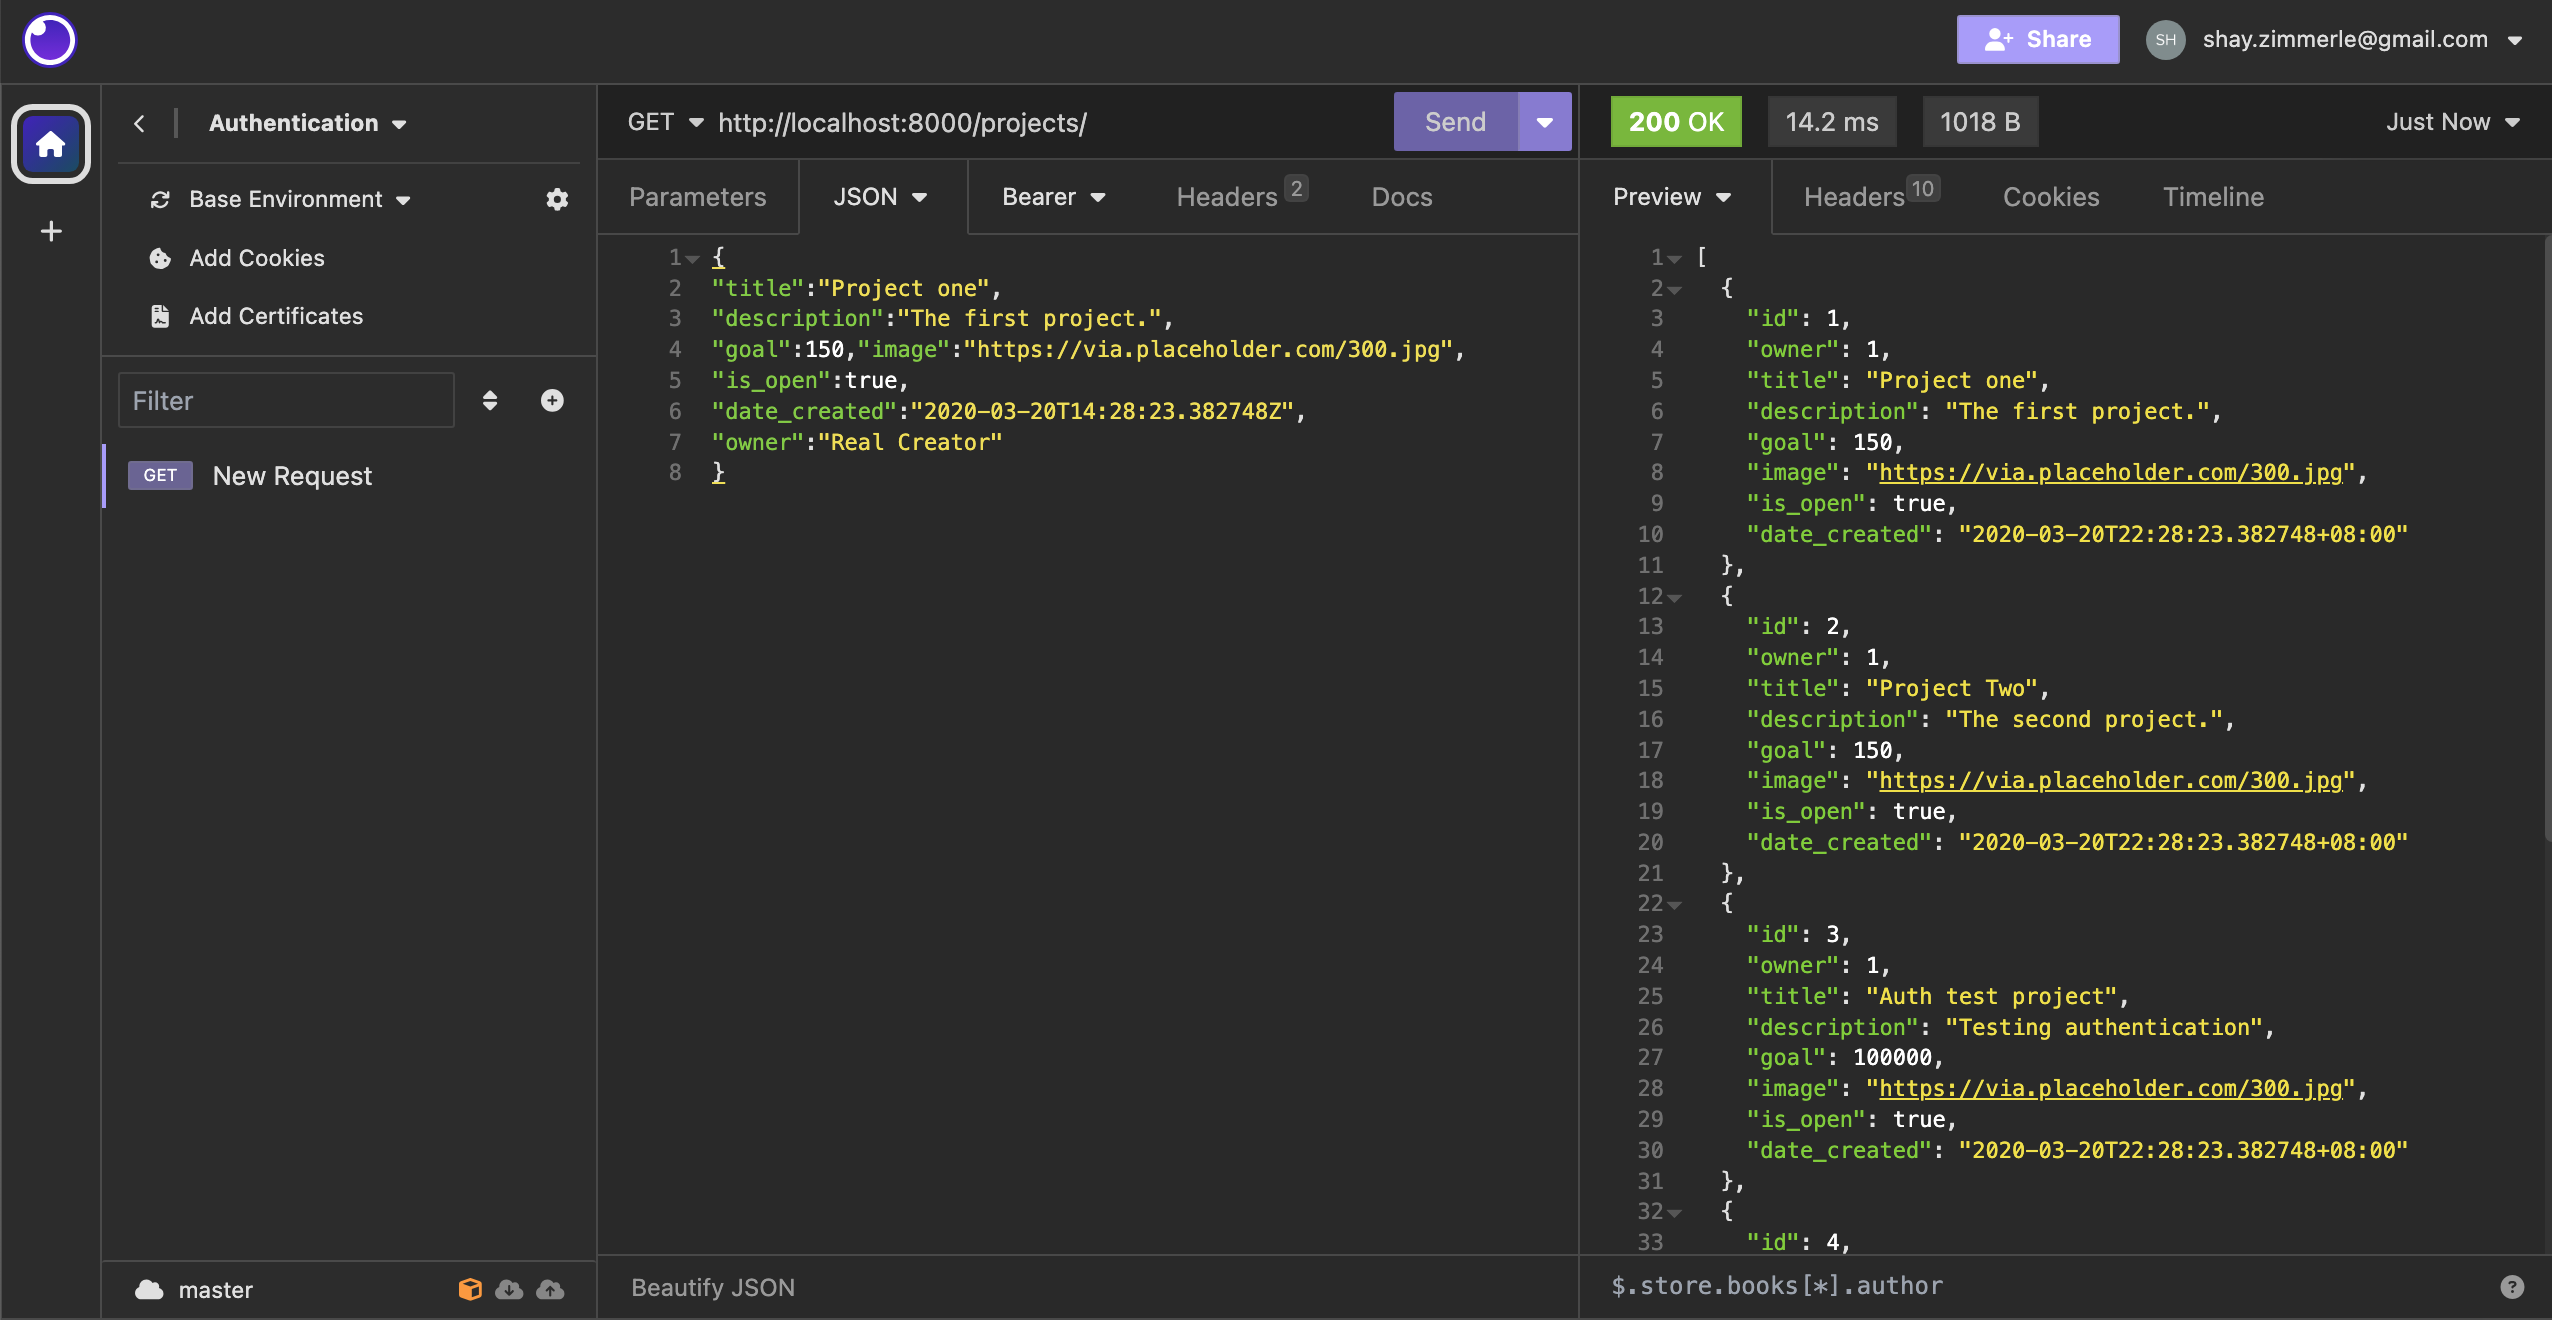 Share SH shay.zimmerle@gmail.com
Authentication
Base Environment
Add Cookies
Add Certificates
Filter
GET New Request
master
GET http://localhost:8000/projects/ Send
Parameters JSON Bearer Headers 2 Docs
1 {
2 "title":"Project one",
3 "description":"The first project.",
4 "goal":150,"image":"https://via.placeholder.com/300.jpg",
5 "is_open":true,
6 "date_created":"2020-03-20T14:28:23.382748Z",
7 "owner":"Real Creator"
8 }
Beautify JSON
200 OK 14.2 ms 1018 B Just Now
Preview Headers 10 Cookies Timeline
1 [
2 {
3 "id": 1,
4 "owner": 1,
5 "title": "Project one",
6 "description": "The first project.",
7 "goal": 150,
8 "image": "https://via.placeholder.com/300.jpg",
9 "is_open": true,
10 "date_created": "2020-03-20T22:28:23.382748+08:00"
11 },
12 {
13 "id": 2,
14 "owner": 1,
15 "title": "Project Two",
16 "description": "The second project.",
17 "goal": 150,
18 "image": "https://via.placeholder.com/300.jpg",
19 "is_open": true,
20 "date_created": "2020-03-20T22:28:23.382748+08:00"
21 },
22 {
23 "id": 3,
24 "owner": 1,
25 "title": "Auth test project",
26 "description": "Testing authentication",
27 "goal": 100000,
28 "image": "https://via.placeholder.com/300.jpg",
29 "is_open": true,
30 "date_created": "2020-03-20T22:28:23.382748+08:00"
31 },
32 {
33 "id": 4,
$.store.books[*].author